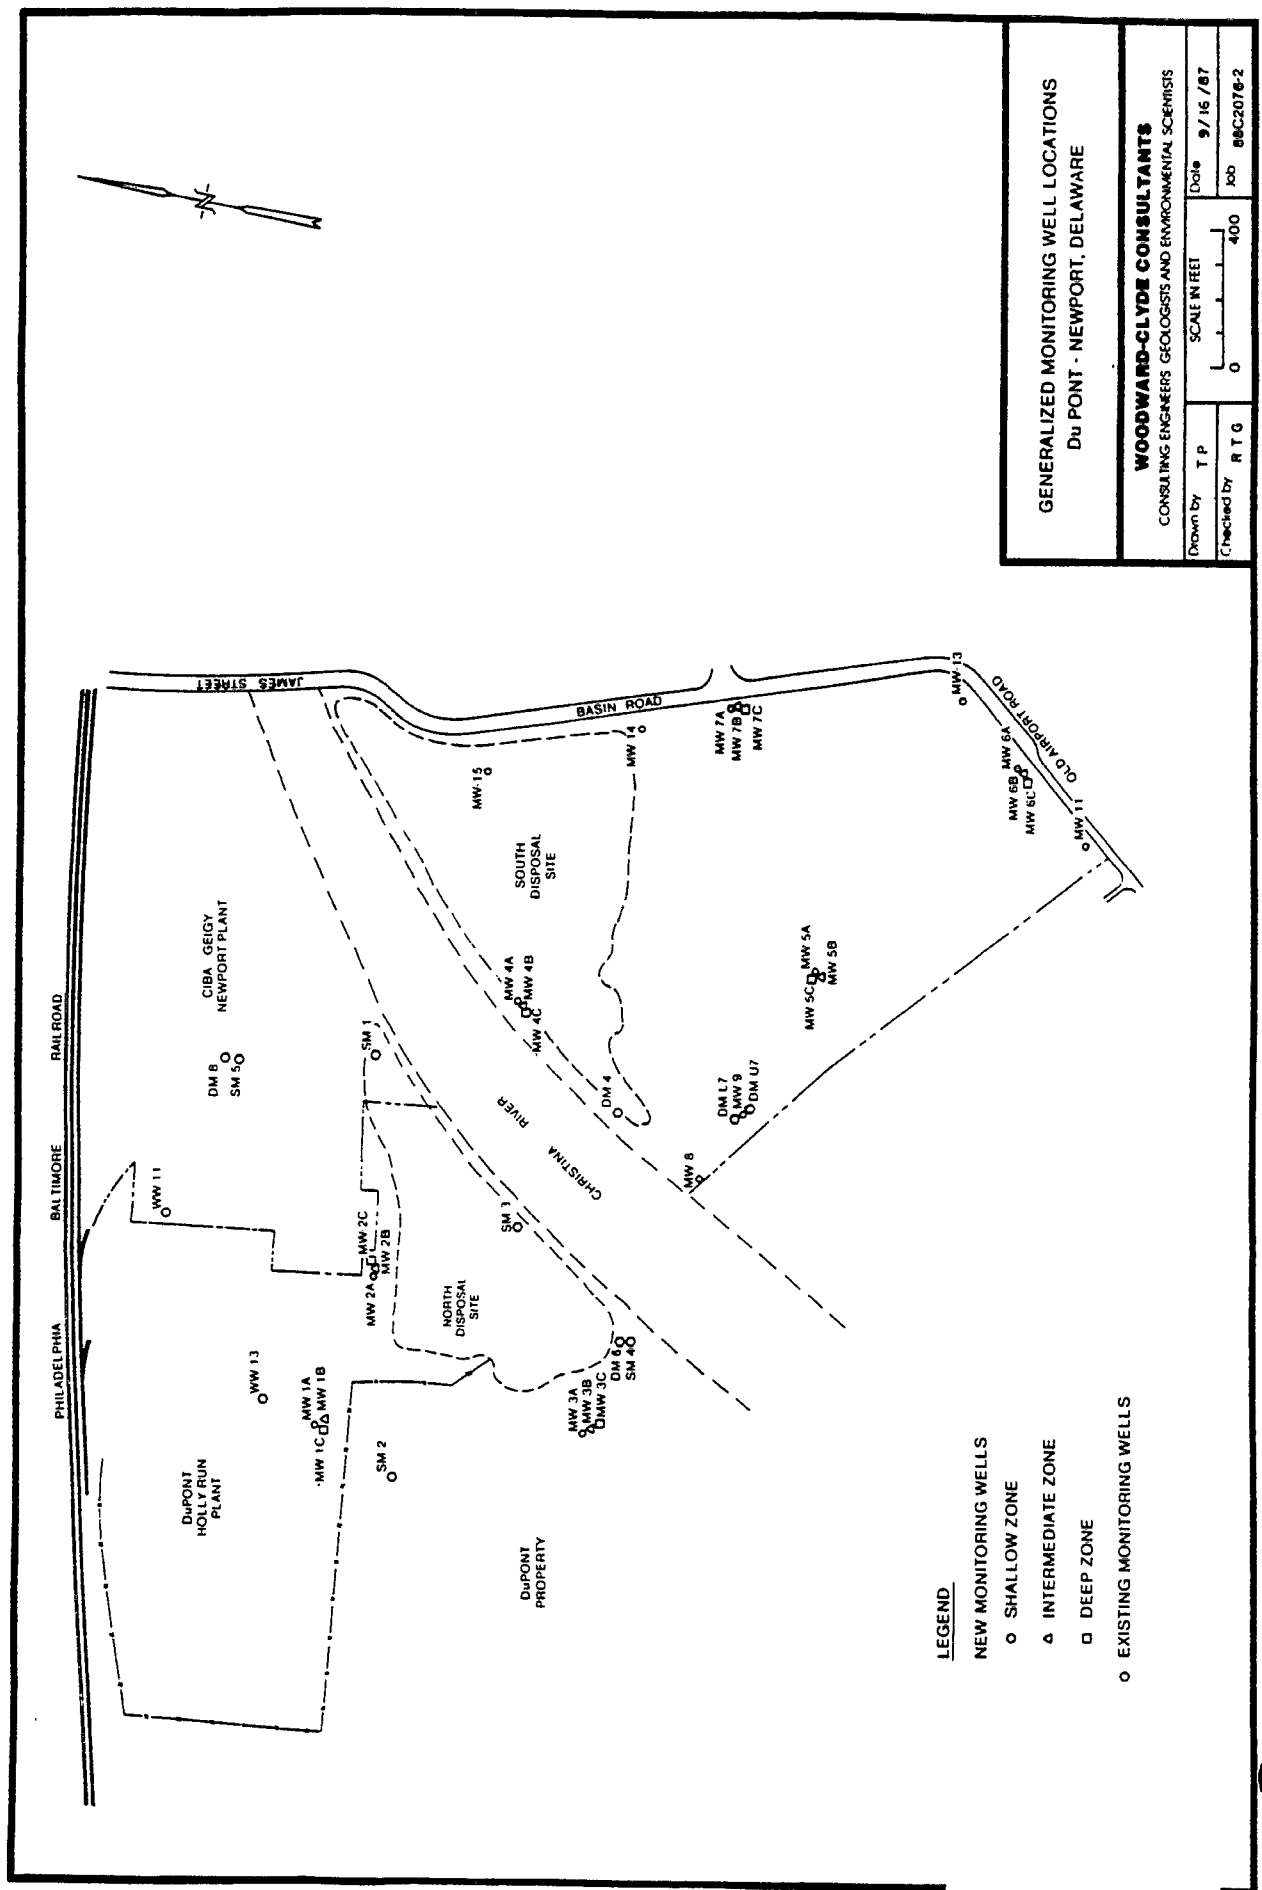 PHILADELPHIA BALTIMORE RAILROAD
JAMES STREET
N
CIBA GEIGY
NEWPORT PLANT
DM 8
SM 5
WW 11
WW 13
DuPONT
HOLLY RUN
PLANT
MW 1A
MW 1B
MW 1C
MW 2A
MW 2C
MW 2B
SM 1
SM 2
NORTH
DISPOSAL
SITE
SM 3
MW 3A
MW 3B
MW 3C
DM 6
SM 4
DuPONT
PROPERTY
CHRISTINA RIVER
MW 4A
MW 4B
MW 4C
DM 4
SOUTH
DISPOSAL
SITE
MW-15
MW 14
BASIN ROAD
MW 7A
MW 7B
MW 7C
MW-13
OLD AIRPORT ROAD
MW 6A
MW 6B
MW 6C
MW 11
MW 5C
MW 5A
MW 5B
DM L7
MW 9
DM U7
MW 8
LEGEND
NEW MONITORING WELLS
SHALLOW ZONE
INTERMEDIATE ZONE
DEEP ZONE
EXISTING MONITORING WELLS
GENERALIZED MONITORING WELL LOCATIONS
Du PONT - NEWPORT, DELAWARE
WOODWARD-CLYDE CONSULTANTS
CONSULTING ENGINEERS GEOLOGISTS AND ENVIRONMENTAL SCIENTISTS
Drawn by T P
SCALE IN FEET
Date 9/16/87
Checked by R T G
0 400
Job 88C2076-2